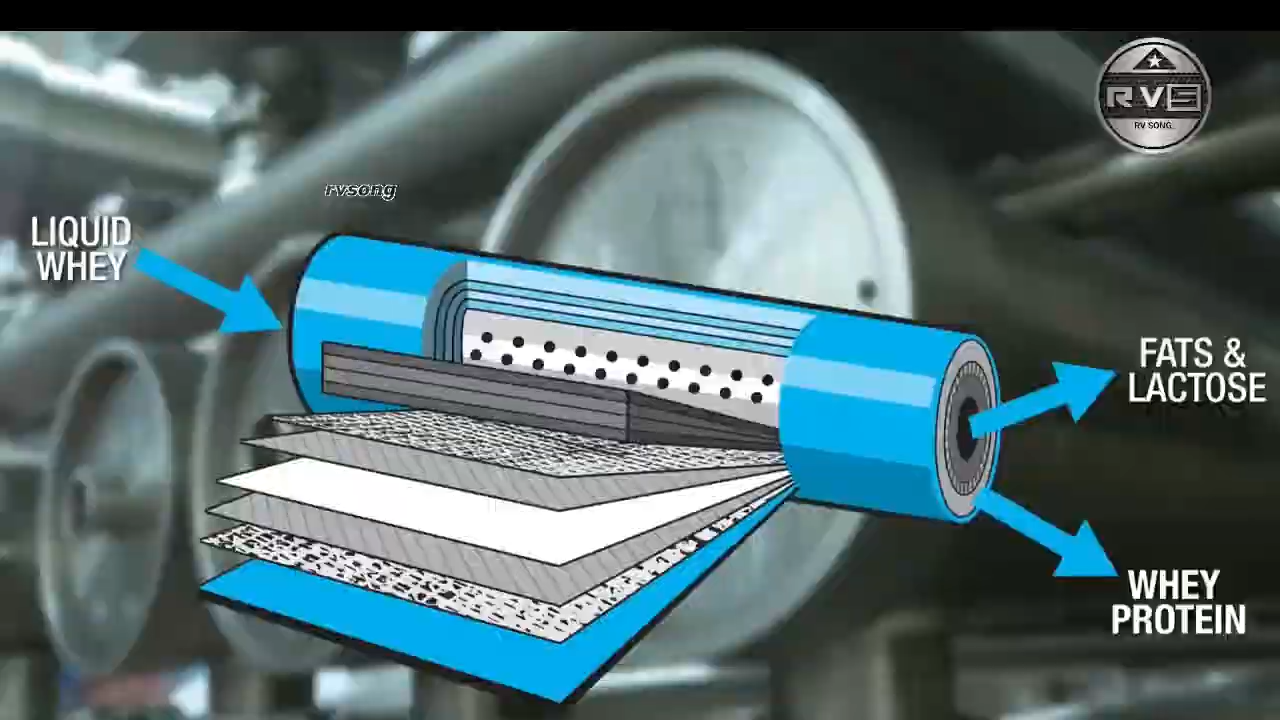 RVS
RV SONG
rvsong
LIQUID
WHEY
FATS &
LACTOSE
WHEY
PROTEIN